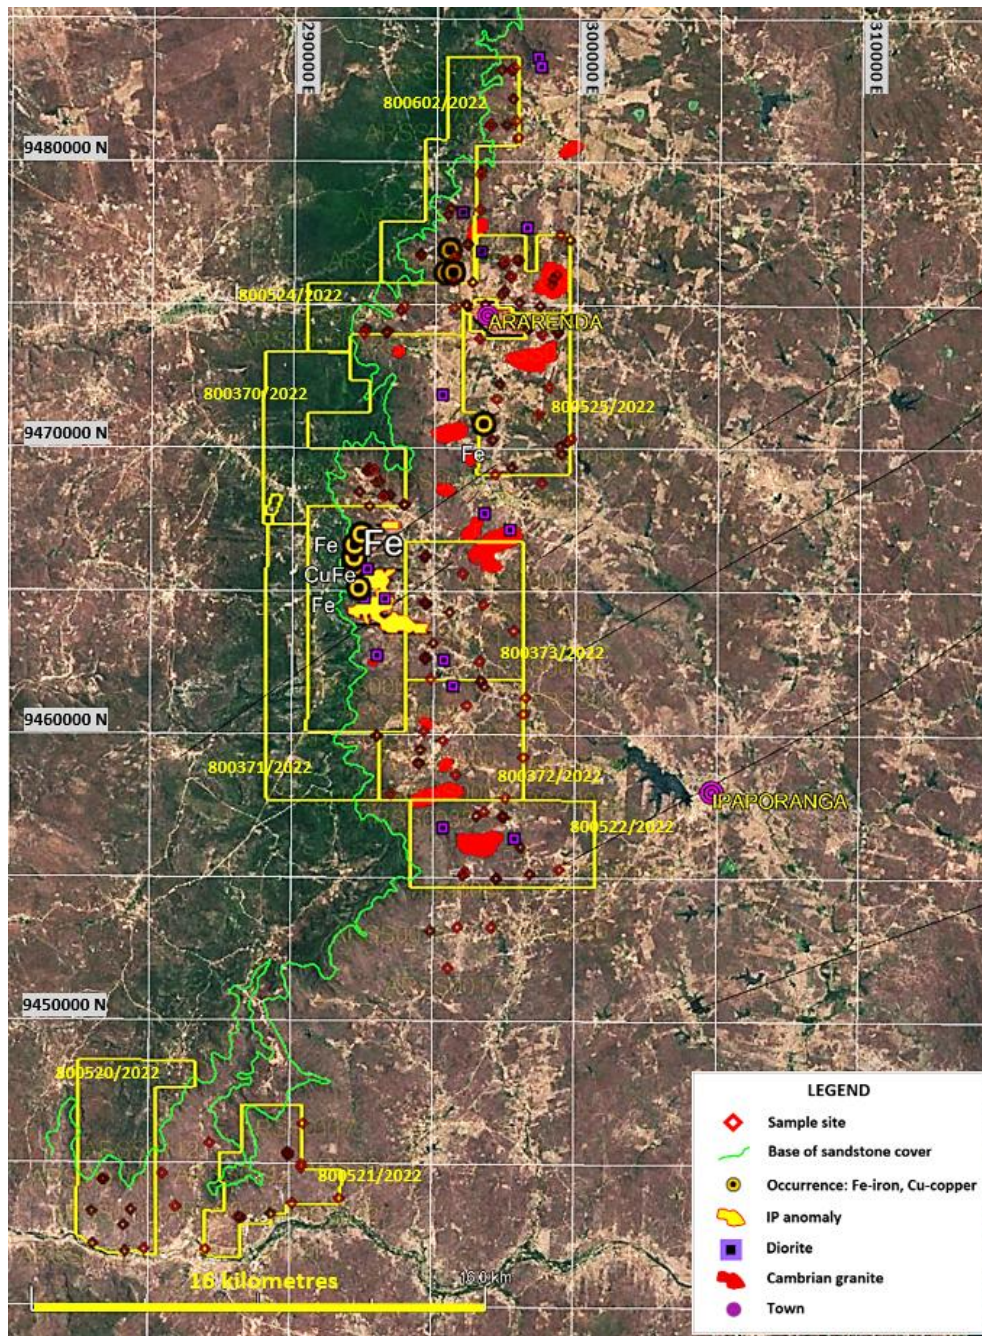 290000 E
300000 E
310000 E
800602/2022
9480000 N
800524/2022
ARARENDA
800370/2022
800525/2022
9470000 N
Fe
Fe
Fe
CuFe
Fe
800373/2022
9460000 N
800371/2022
800372/2022
IPAPORANGA
800522/2022
9450000 N
800520/2022
800521/2022
16 kilometres
16.0 km
LEGEND
Sample site
Base of sandstone cover
Occurrence: Fe-iron, Cu-copper
IP anomaly
Diorite
Cambrian granite
Town